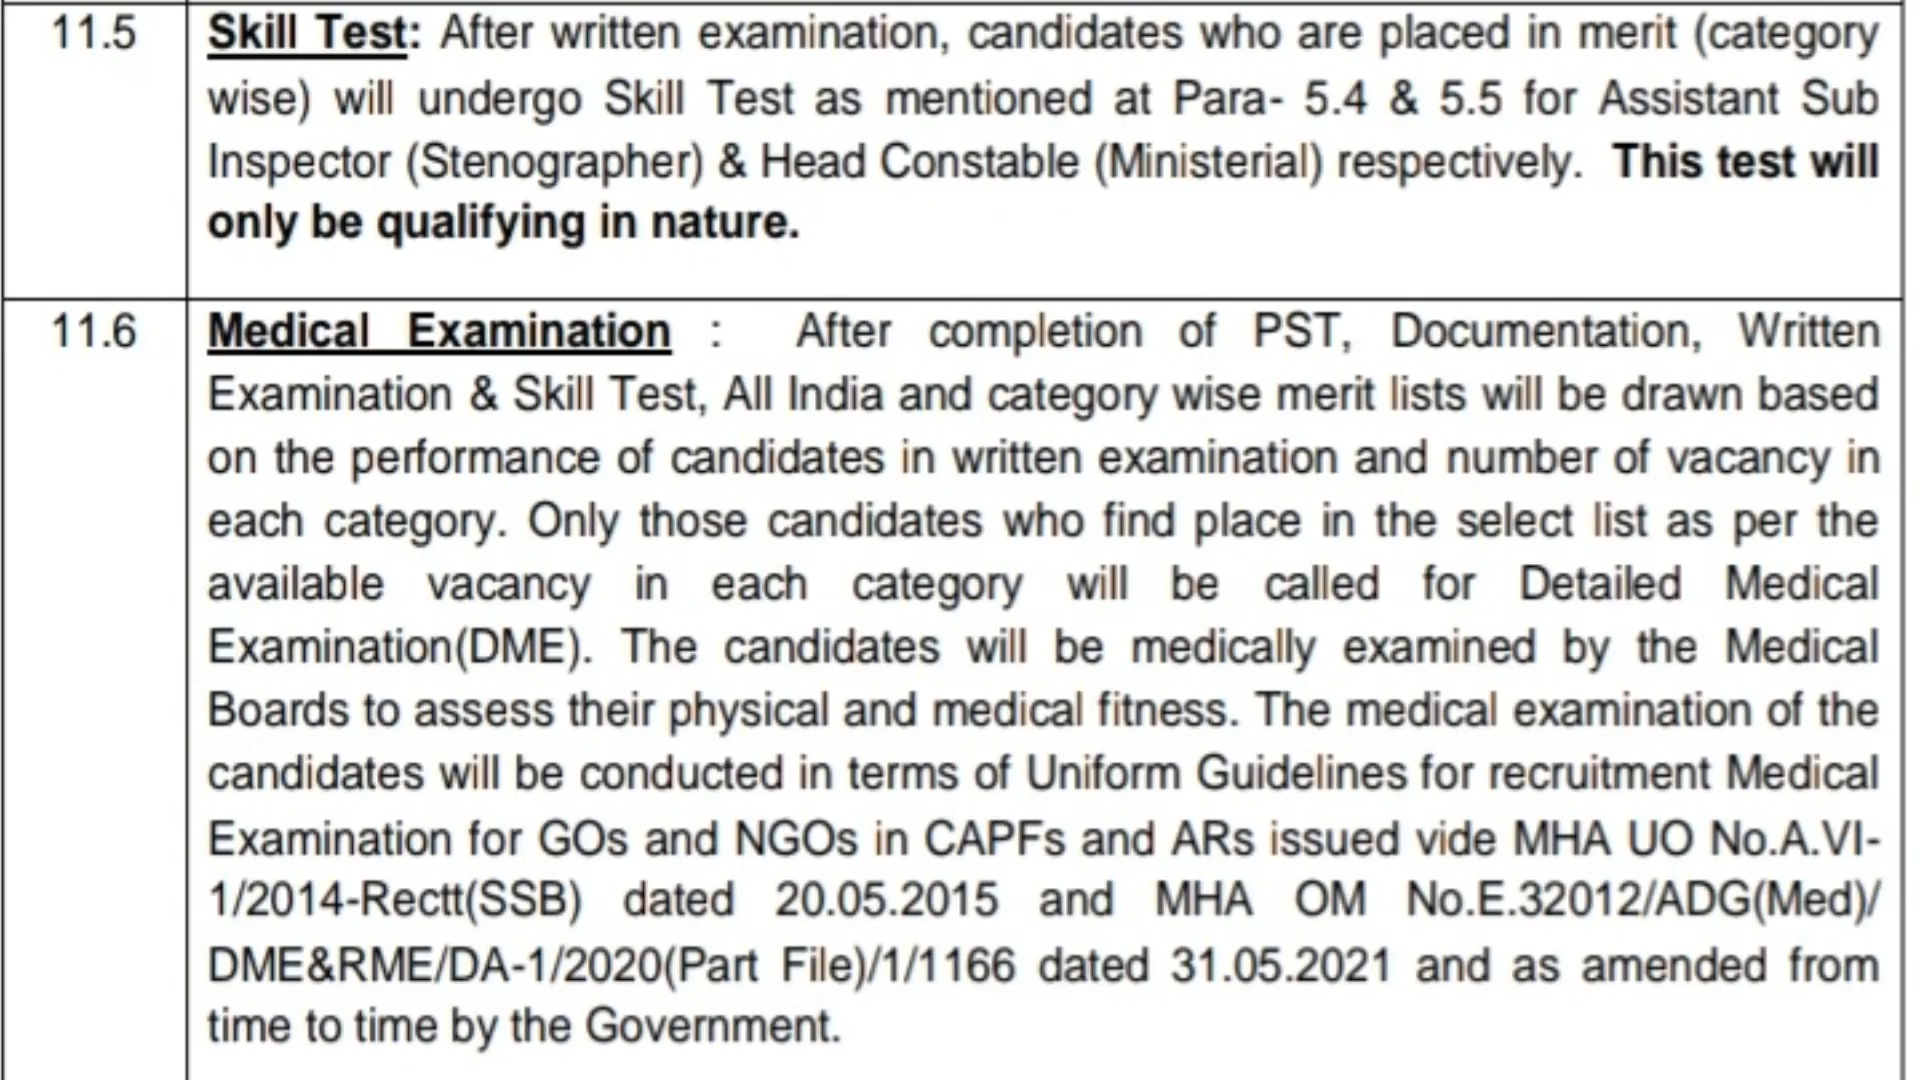 11.5
Skill Test: After written examination, candidates who are placed in merit (category
wise) will undergo Skill Test as mentioned at Para- 5.4 & 5.5 for Assistant Sub
Inspector (Stenographer) & Head Constable (Ministerial) respectively. This test will
only be qualifying in nature.
11.6
Medical Examination : After completion of PST, Documentation, Written
Examination & Skill Test, All India and category wise merit lists will be drawn based
on the performance of candidates in written examination and number of vacancy in
each category. Only those candidates who find place in the select list as per the
available vacancy in each category will be called for Detailed Medical
Examination(DME). The candidates will be medically examined by the Medical
Boards to assess their physical and medical fitness. The medical examination of the
candidates will be conducted in terms of Uniform Guidelines for recruitment Medical
Examination for GOs and NGOs in CAPFs and ARs issued vide MHA UO No.A.VI-
1/2014-Rectt(SSB) dated 20.05.2015 and MHA OM No.E.32012/ADG(Med)/
DME&RME/DA-1/2020(Part File)/1/1166 dated 31.05.2021 and as amended from
time to time by the Government.